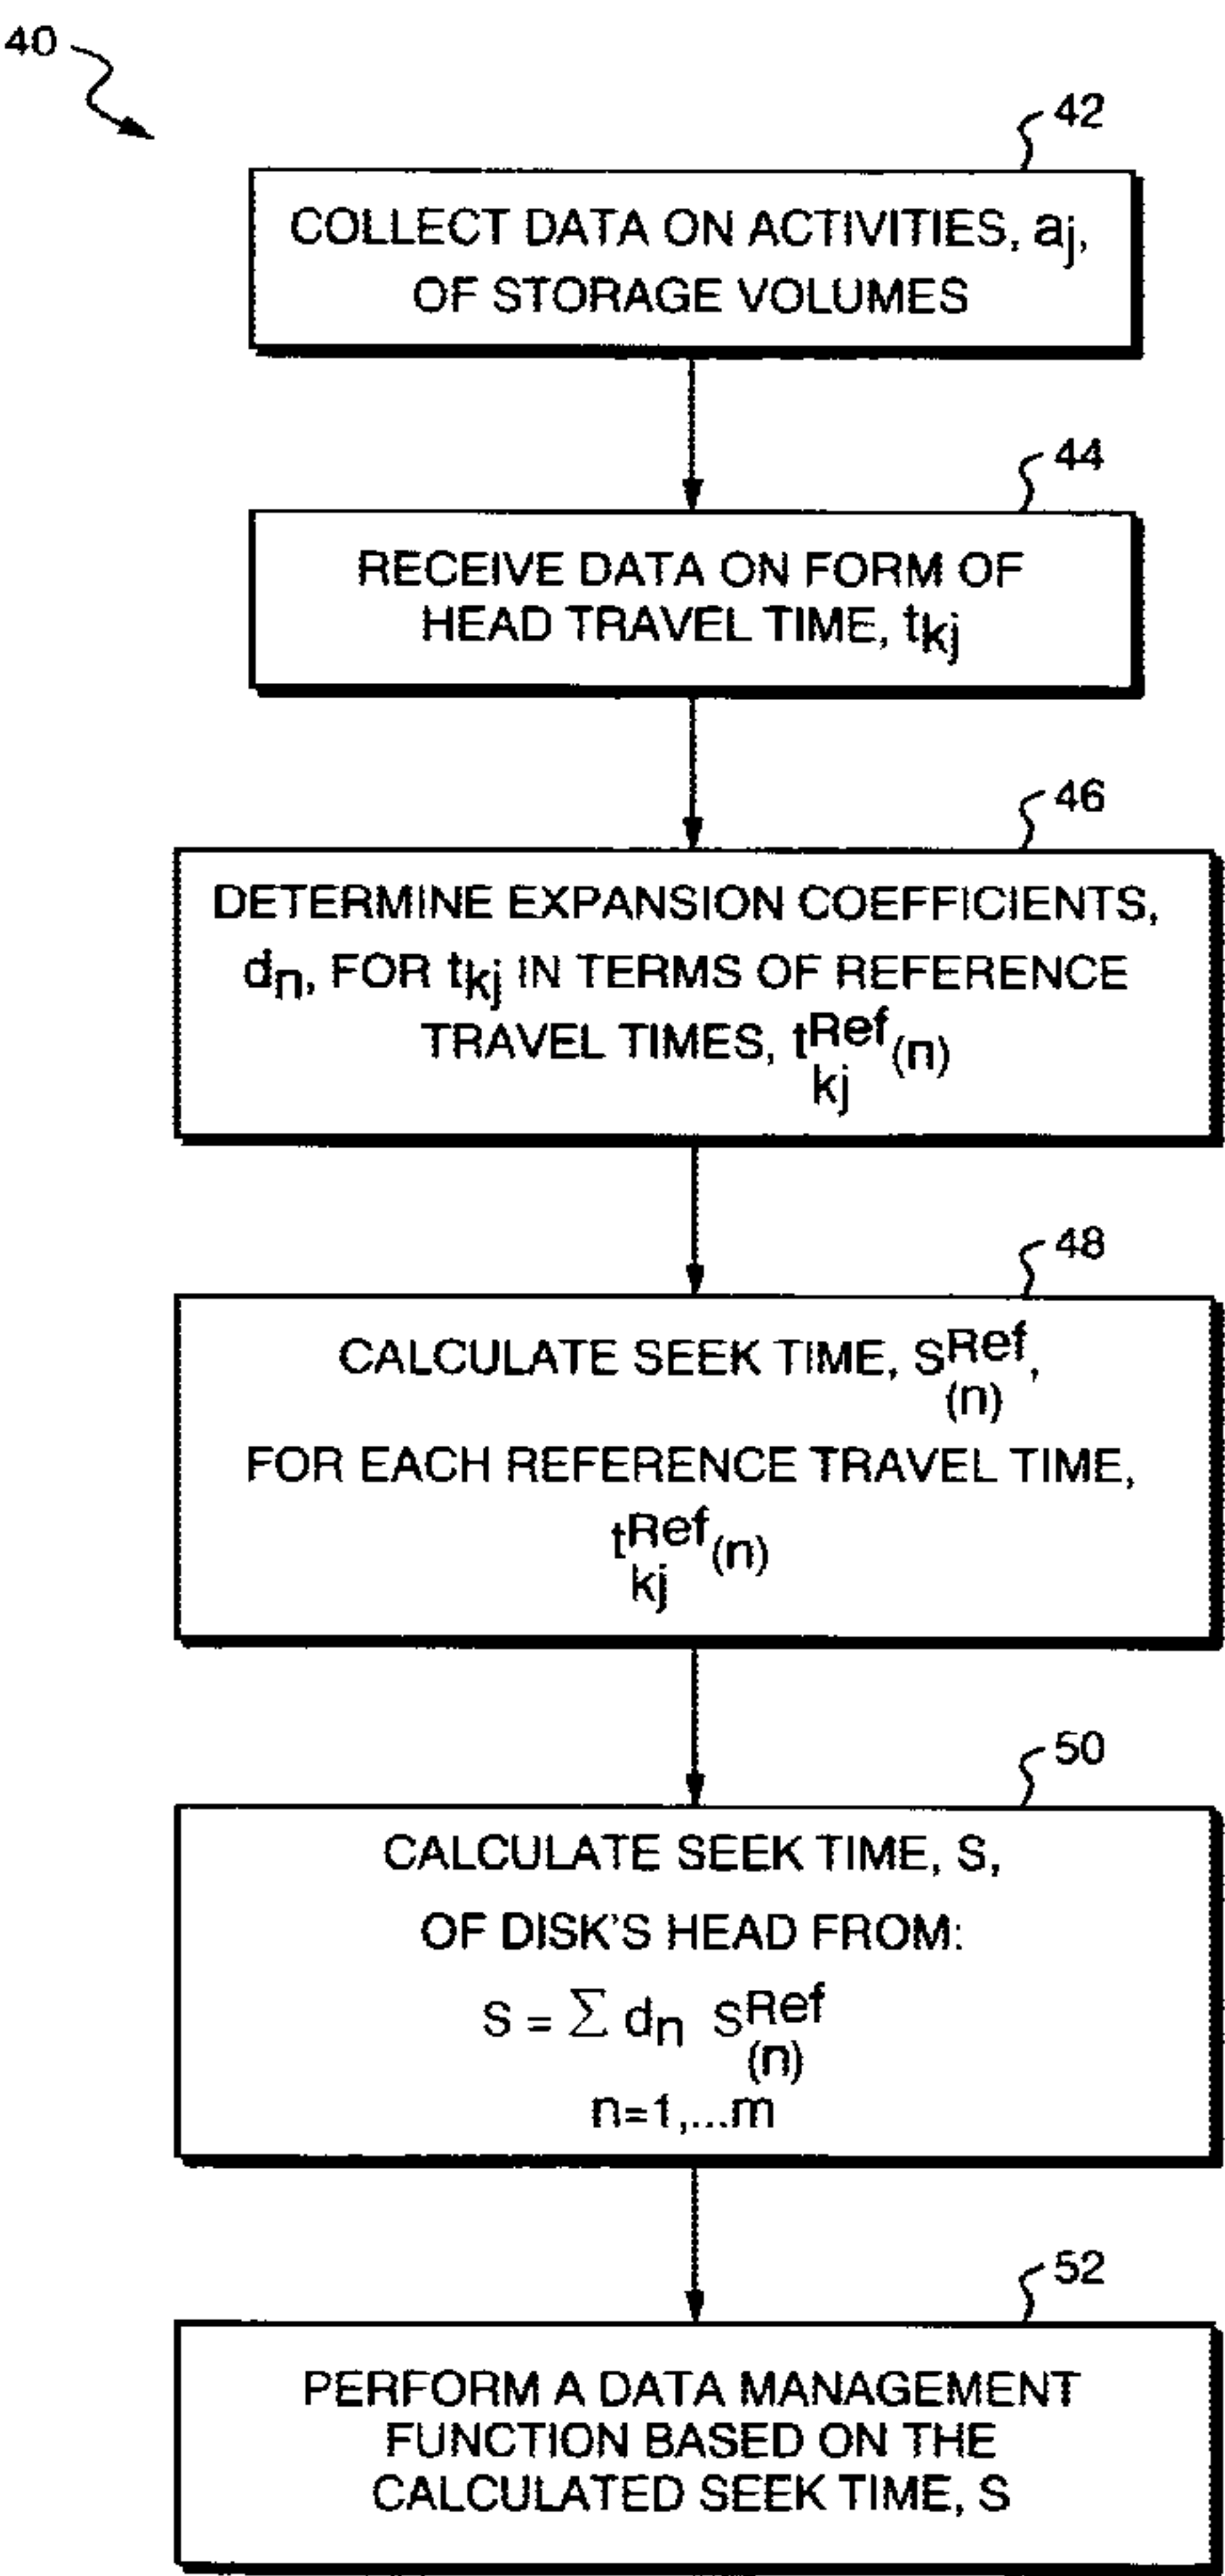 40
42
COLLECT DATA ON ACTIVITIES, aj,
OF STORAGE VOLUMES
44
RECEIVE DATA ON FORM OF
HEAD TRAVEL TIME, tkj
46
DETERMINE EXPANSION COEFFICIENTS,
dn, FOR tkj IN TERMS OF REFERENCE
TRAVEL TIMES, tRef(n)
kj
48
CALCULATE SEEK TIME, SRef,
(n)
FOR EACH REFERENCE TRAVEL TIME,
tRef(n)
kj
50
CALCULATE SEEK TIME, S,
OF DISK'S HEAD FROM:
S = Σ dn SRef
(n)
n=1,...m
52
PERFORM A DATA MANAGEMENT
FUNCTION BASED ON THE
CALCULATED SEEK TIME, S